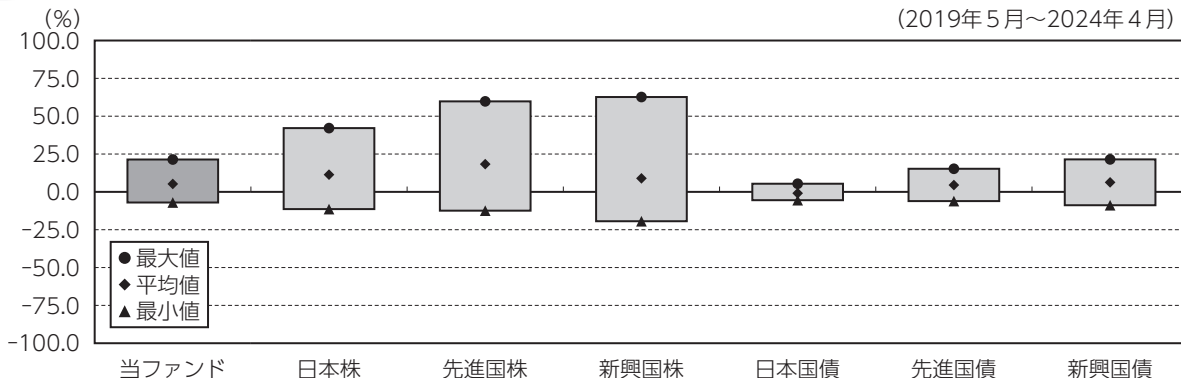 (%)
(2019年5月~2024年4月)
100.0
75.0
50.0
25.0
0.0
-25.0
-50.0
-75.0
-100.0
●最大値
◆平均値
▲最小値
当ファンド 日本株 先進国株 新興国株 日本国債 先進国債 新興国債